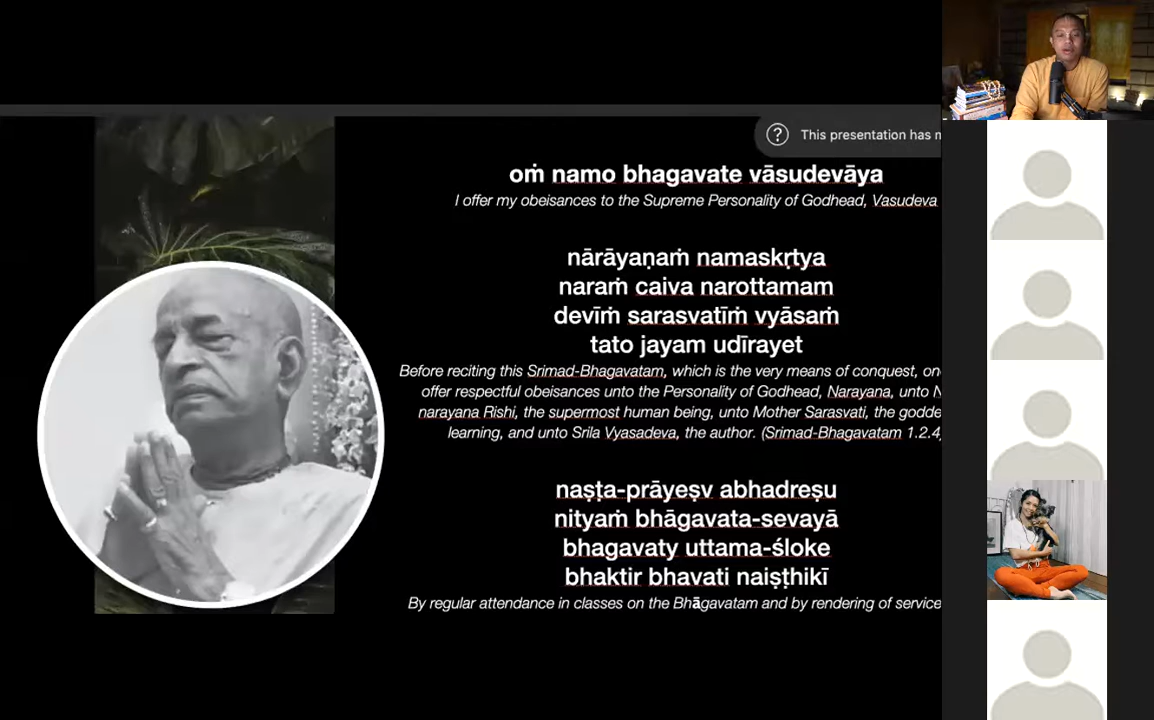 This presentation has
oṁ namo bhagavate vāsudevāya
I offer my obeisances to the Supreme Personality of Godhead, Vasudeva
nārāyaṇaṁ namaskṛtya
naraṁ caiva narottamam
devīṁ sarasvatīṁ vyāsaṁ
tato jayam udīrayet
Before reciting this Srimad-Bhagavatam, which is the very means of conquest, on
offer respectful obeisances unto the Personality of Godhead, Narayana, unto N
narayana Rishi, the supermost human being, unto Mother Sarasvati, the godde
learning, and unto Srila Vyasadeva, the author. (Srimad-Bhagavatam 1.2.4)
naṣṭa-prāyeṣv abhadreṣu
nityaṁ bhāgavata-sevayā
bhagavaty uttama-śloke
bhaktir bhavati naiṣṭhikī
By regular attendance in classes on the Bhāgavatam and by rendering of service